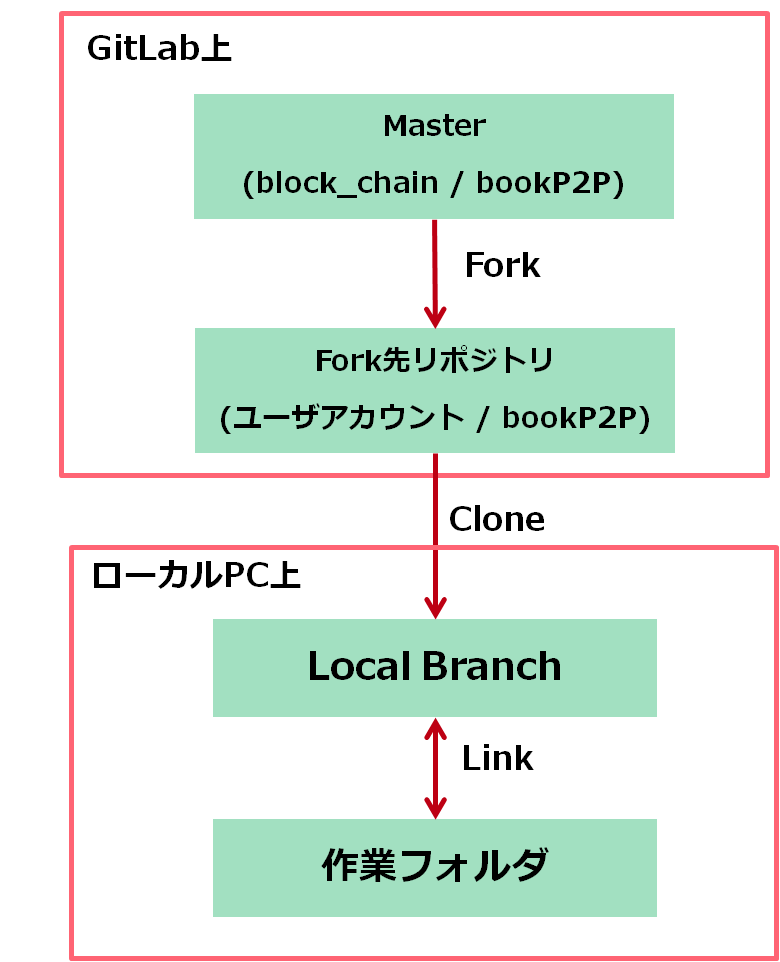 GitLab上
Master
(block_chain / bookP2P)
Fork
Fork先リポジトリ
(ユーザアカウント / bookP2P)
Clone
ローカルPC上
Local Branch
Link
作業フォルダ